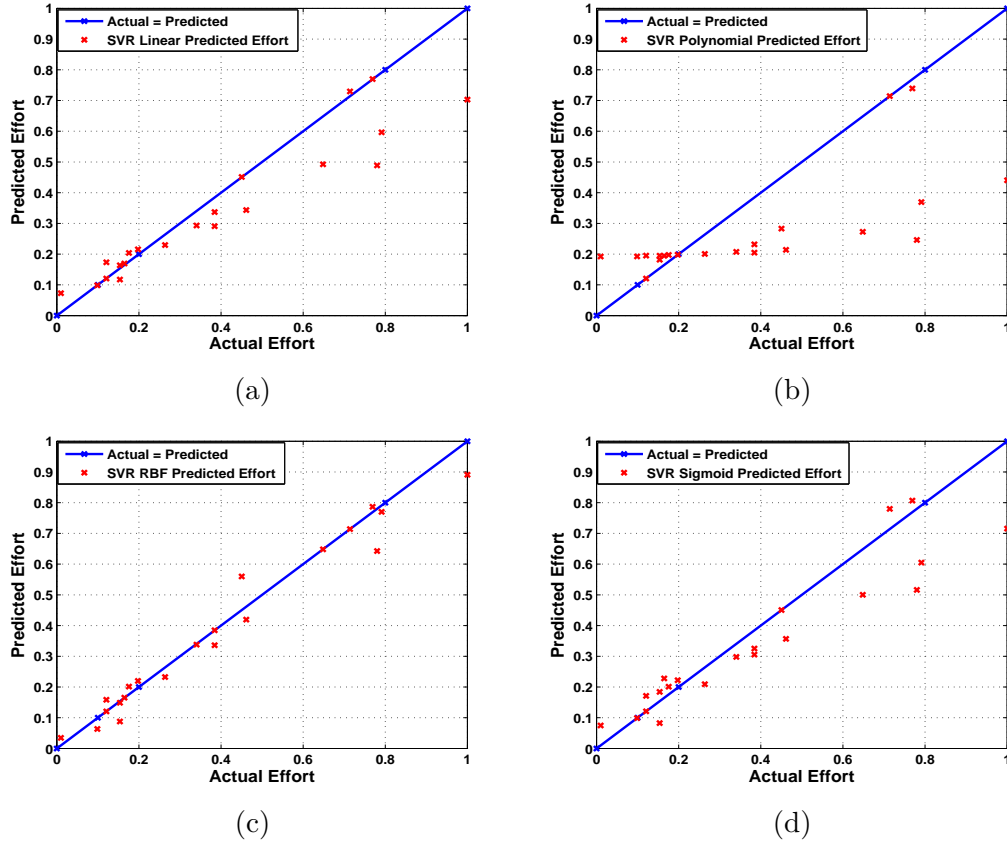 Actual = Predicted
SVR Linear Predicted Effort
1
0.9
0.8
0.7
0.6
0.5
0.4
0.3
0.2
0.1
0
0 0.2 0.4 0.6 0.8 1
Predicted Effort
Actual Effort
(a)
Actual = Predicted
SVR Polynomial Predicted Effort
1
0.9
0.8
0.7
0.6
0.5
0.4
0.3
0.2
0.1
0
0 0.2 0.4 0.6 0.8 1
Predicted Effort
Actual Effort
(b)
Actual = Predicted
SVR RBF Predicted Effort
1
0.9
0.8
0.7
0.6
0.5
0.4
0.3
0.2
0.1
0
0 0.2 0.4 0.6 0.8 1
Predicted Effort
Actual Effort
(c)
Actual = Predicted
SVR Sigmoid Predicted Effort
1
0.9
0.8
0.7
0.6
0.5
0.4
0.3
0.2
0.1
0
0 0.2 0.4 0.6 0.8 1
Predicted Effort
Actual Effort
(d)